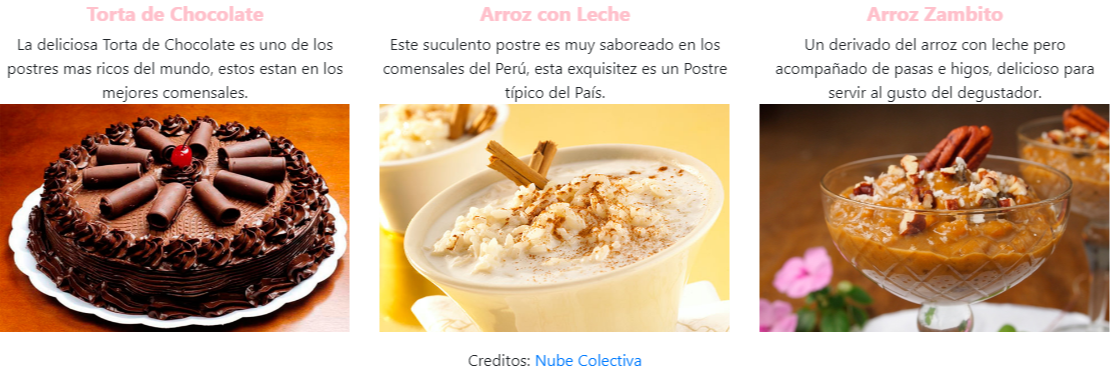 Torta de Chocolate
La deliciosa Torta de Chocolate es uno de los
postres mas ricos del mundo, estos estan en los
mejores comensales.
Arroz con Leche
Este suculento postre es muy saboreado en los
comensales del Perú, esta exquisitez es un Postre
típico del País.
Arroz Zambito
Un derivado del arroz con leche pero
acompañado de pasas e higos, delicioso para
servir al gusto del degustador.
Creditos: Nube Colectiva